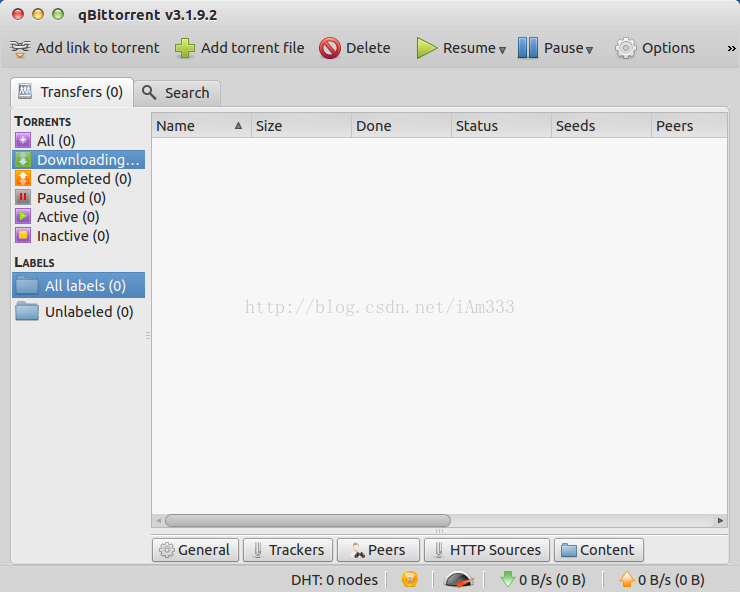 qBittorrent v3.1.9.2
Add link to torrent Add torrent file Delete Resume Pause Options »
Transfers (0) Search
Torrents
All (0)
Downloading...
Completed (0)
Paused (0)
Active (0)
Inactive (0)
Labels
All labels (0)
Unlabeled (0)
Name Size Done Status Seeds Peers
http://blog.csdn.net/iAm333
General Trackers Peers HTTP Sources Content
DHT: 0 nodes 0 B/s (0 B) 0 B/s (0 B)